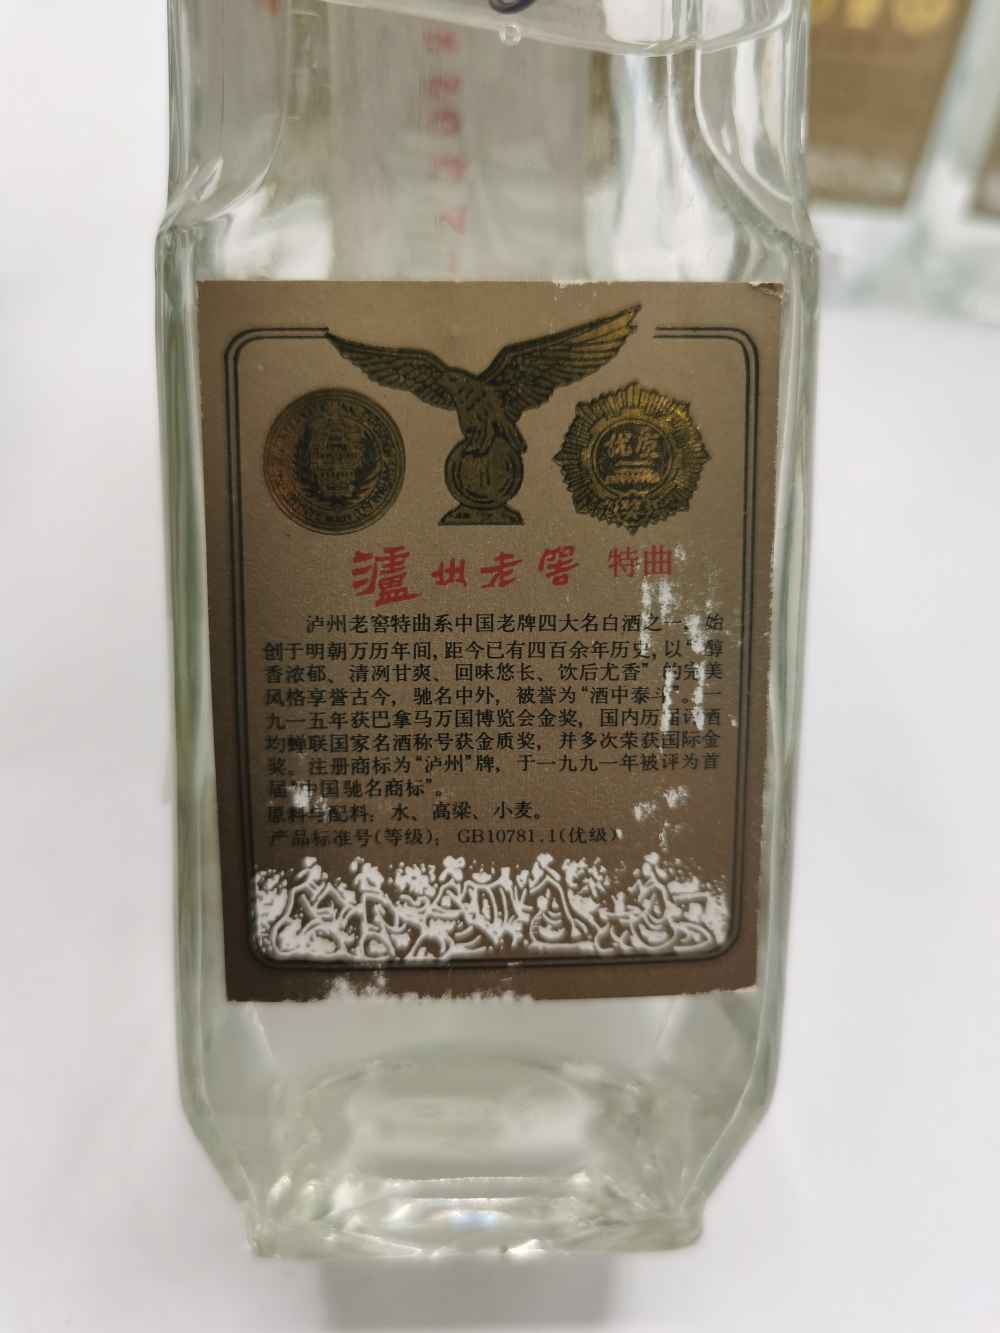 优质
泸州老窖 特曲
泸州老窖特曲系中国老牌四大名白酒之一,始
创于明朝万历年间,距今已有四百余年历史,以“醇
香浓郁、清冽甘爽、回味悠长、饮后尤香”的完美
风格享誉古今,驰名中外,被誉为“酒中泰斗”。一
九一五年获巴拿马万国博览会金奖,国内历届评酒
均蝉联国家名酒称号获金质奖,并多次荣获国际金
奖。注册商标为“泸州”牌,于一九九一年被评为首
届“中国驰名商标”。
原料与配料:水、高粱、小麦。
产品标准号(等级):GB10781.1(优级)